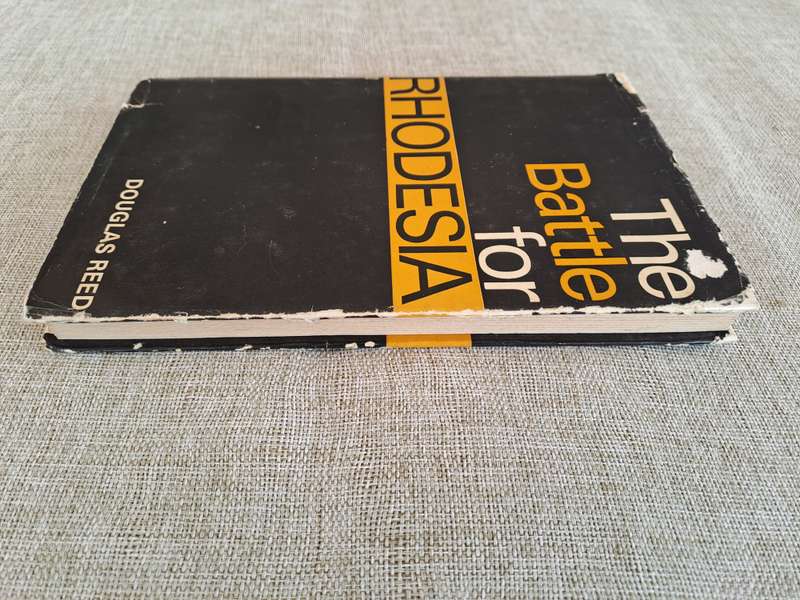 The
Battle
for
RHODESIA
DOUGLAS REED